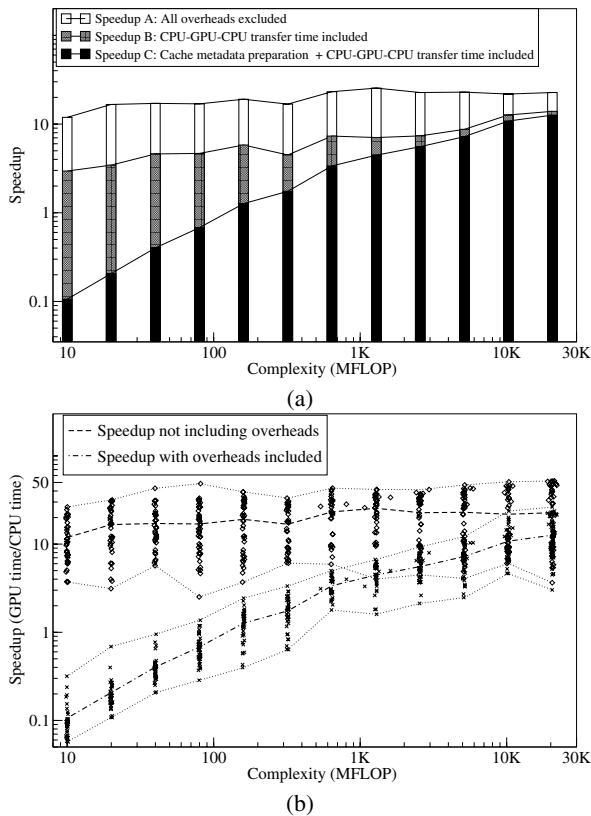 Speedup A: All overheads excluded
Speedup B: CPU-GPU-CPU transfer time included
Speedup C: Cache metadata preparation + CPU-GPU-CPU transfer time included
Speedup
10
1
0.1
10 100 1K 10K 30K
Complexity (MFLOP)
(a)
Speedup not including overheads
Speedup with overheads included
Speedup (GPU time/CPU time)
50
10
1
0.1
10 100 1K 10K 30K
Complexity (MFLOP)
(b)